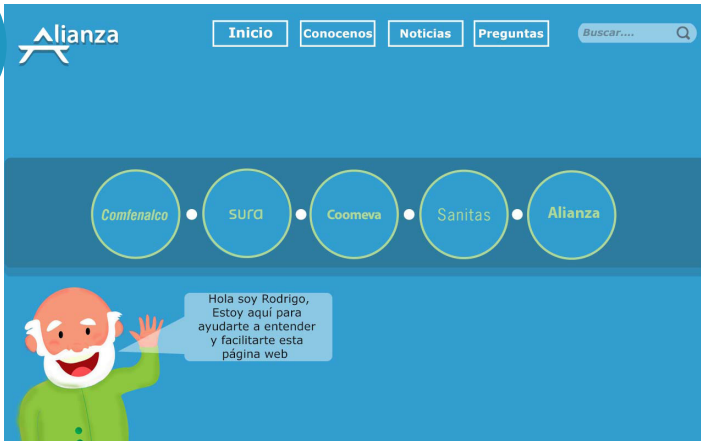 Alianza
Inicio
Conocenos
Noticias
Preguntas
Buscar....
Comfenalco
sura
Coomeva
Sanitas
Alianza
Hola soy Rodrigo,
Estoy aquí para
ayudarte a entender
y facilitarte esta
página web